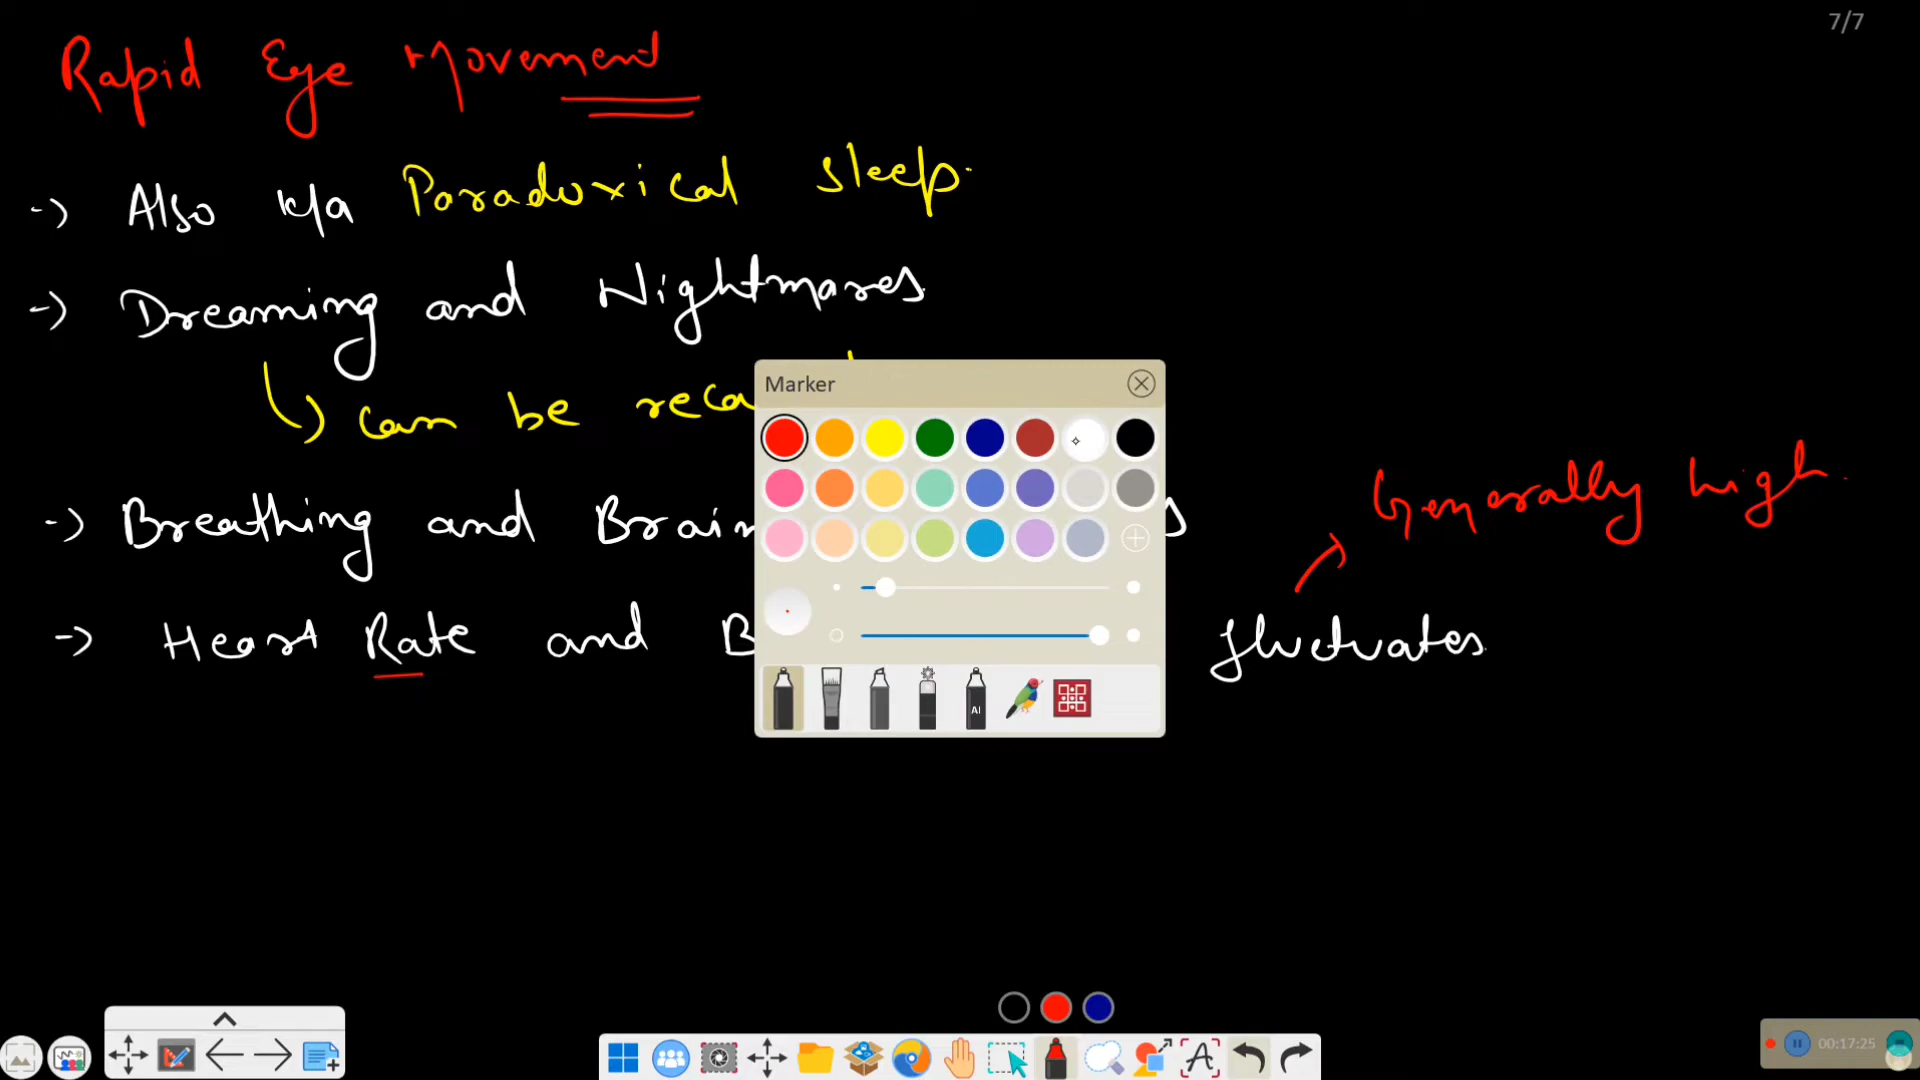 7/7
Rapid Eye Movement
-> Also k/a Paradoxical sleep.
-> Dreaming and Nightmares
can be
Marker
Generally high.
-> Breathing and
-> Heart Rate and fluctuates
AI
A
00:17:25